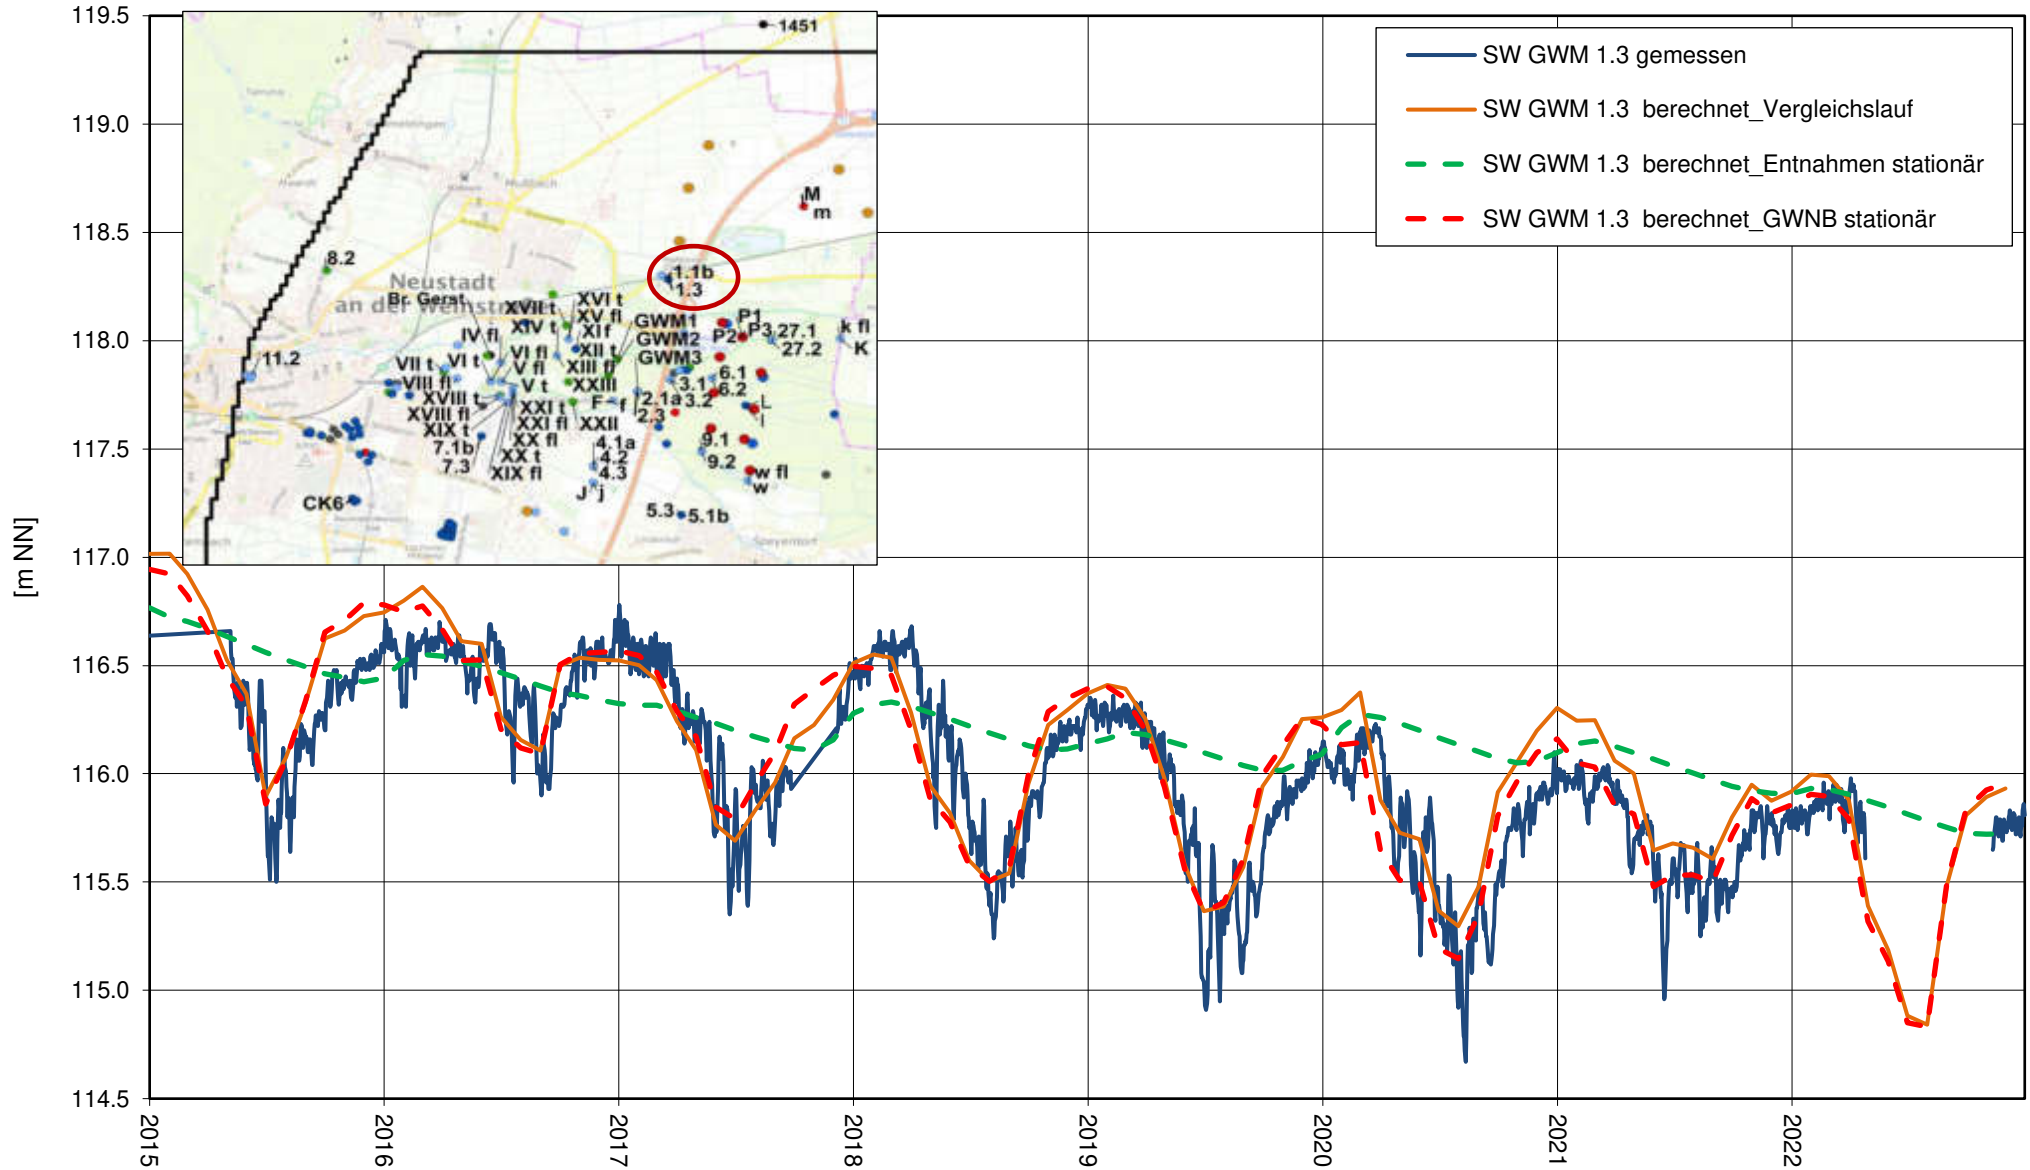 119.5
119.0
118.5
118.0
117.5
117.0
116.5
116.0
115.5
115.0
114.5
[m NN]
2015
2016
2017
2018
2019
2020
2021
2022
SW GWM 1.3 gemessen
SW GWM 1.3 berechnet_Vergleichslauf
SW GWM 1.3 berechnet_Entnahmen stationär
SW GWM 1.3 berechnet_GWNB stationär
1451
M
m
8.2
Neustadt
an der Weinstr
Mußbach
1.1b
1.3
Br. Gerst
XVII t
XVI t
XV fl
XIV t
XI f
GWM1
GWM2
GWM3
P1
P2
P3
27.1
27.2
k fl
K
IV fl
VI fl
V fl
V t
XII t
XIII fl
XXIII
11.2
VII t
VI t
VIII fl
XVIII t
XVIII fl
XIX t
XXI t
XXI fl
XX fl
XX t
XIX fl
XXII
F
f
2.1a
2.3
3.1
3.2
6.1
6.2
L
l
7.1b
7.3
4.1a
4.2
4.3
J
j
9.1
9.2
w fl
w
CK6
5.3
5.1b
Speyerdorf